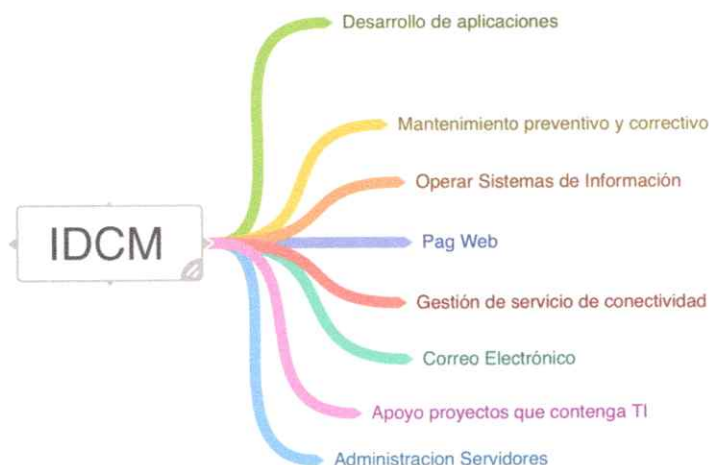 Desarrollo de aplicaciones
Mantenimiento preventivo y correctivo
Operar Sistemas de Información
IDCM
Pag Web
Gestión de servicio de conectividad
Correo Electrónico
Apoyo proyectos que contenga TI
Administracion Servidores